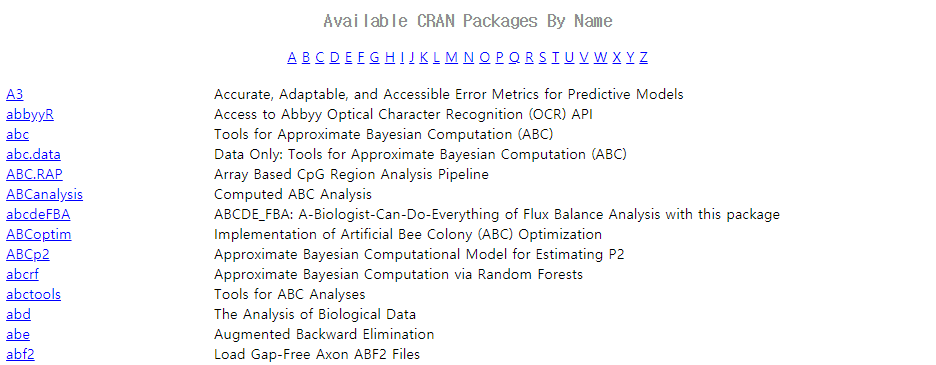 Available CRAN Packages By Name
A B C D E F G H I J K L M N O P Q R S T U V W X Y Z
A3 Accurate, Adaptable, and Accessible Error Metrics for Predictive Models
abbyyR Access to Abbyy Optical Character Recognition (OCR) API
abc Tools for Approximate Bayesian Computation (ABC)
abc.data Data Only: Tools for Approximate Bayesian Computation (ABC)
ABC.RAP Array Based CpG Region Analysis Pipeline
ABCanalysis Computed ABC Analysis
abcdeFBA ABCDE_FBA: A-Biologist-Can-Do-Everything of Flux Balance Analysis with this package
ABCoptim Implementation of Artificial Bee Colony (ABC) Optimization
ABCp2 Approximate Bayesian Computational Model for Estimating P2
abcrf Approximate Bayesian Computation via Random Forests
abctools Tools for ABC Analyses
abd The Analysis of Biological Data
abe Augmented Backward Elimination
abf2 Load Gap-Free Axon ABF2 Files